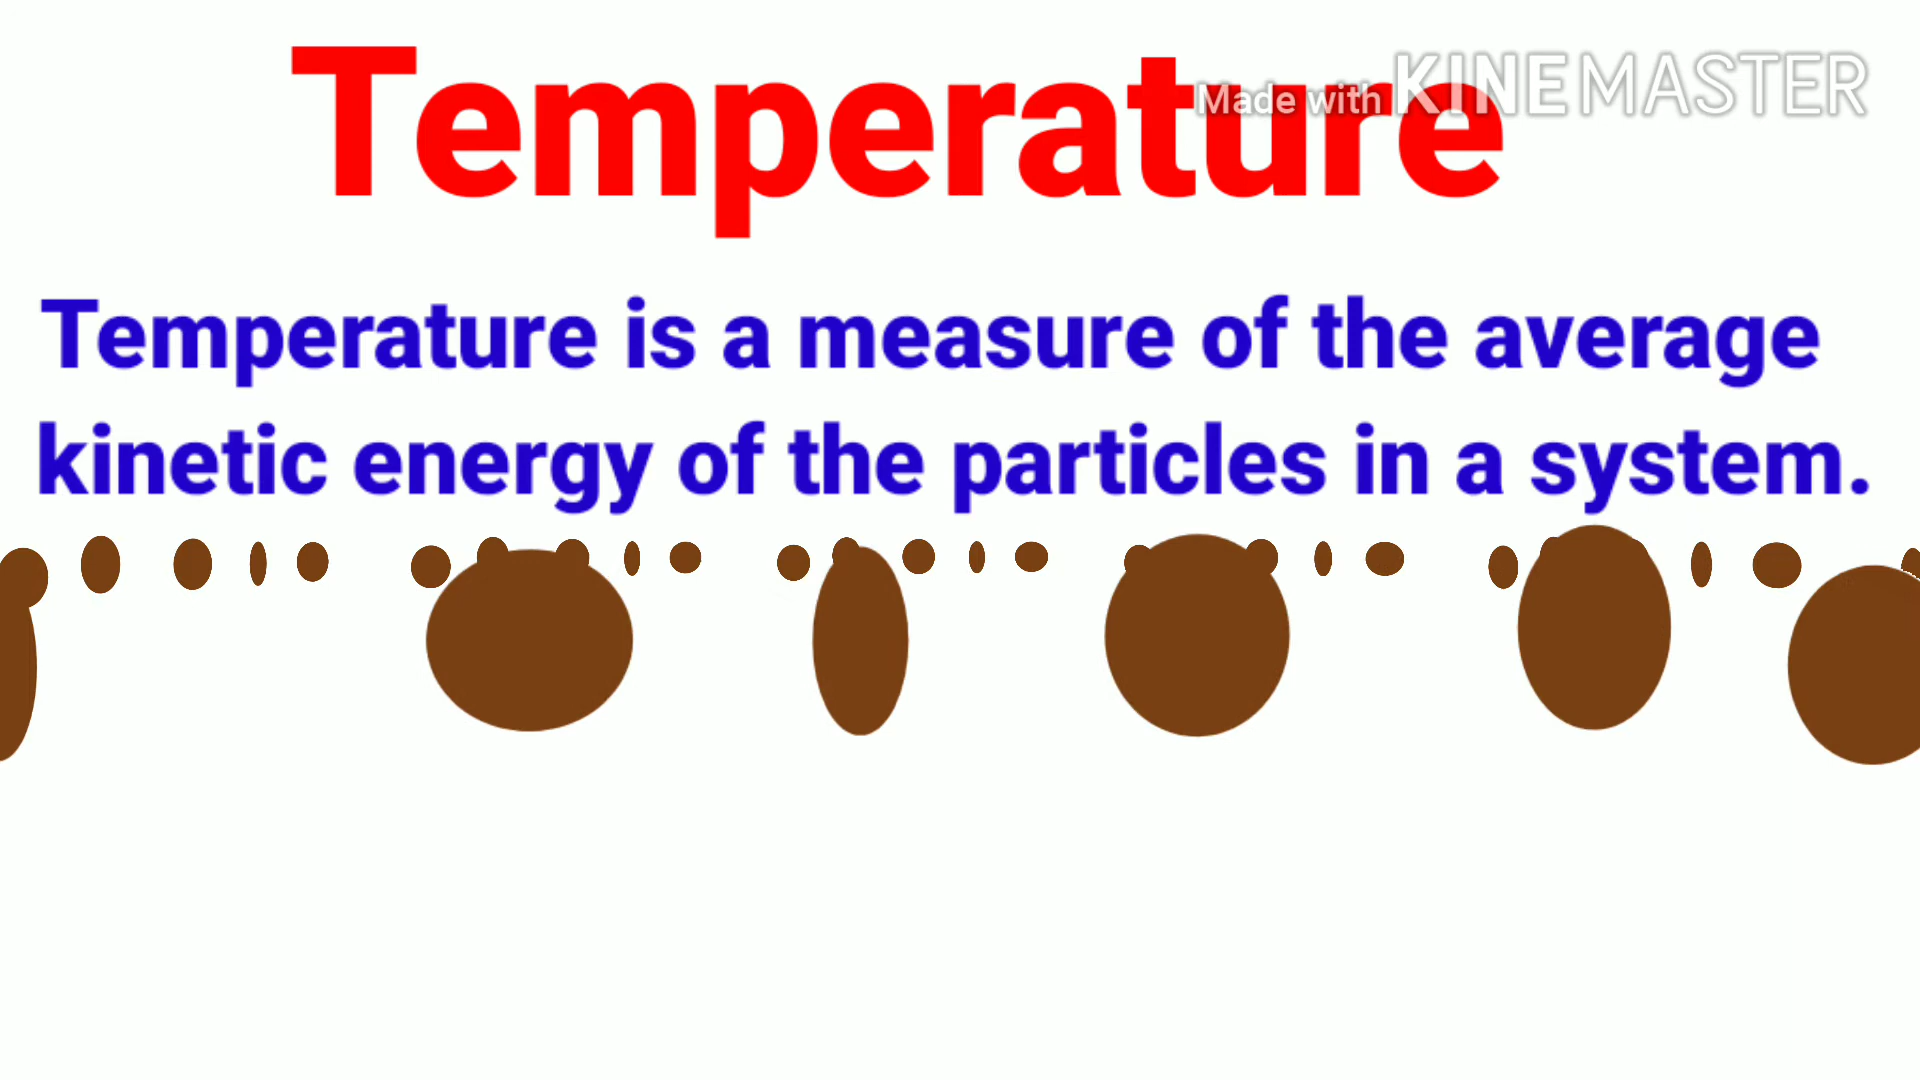 Temperature
Made with KINEMASTER
Temperature is a measure of the average
kinetic energy of the particles in a system.